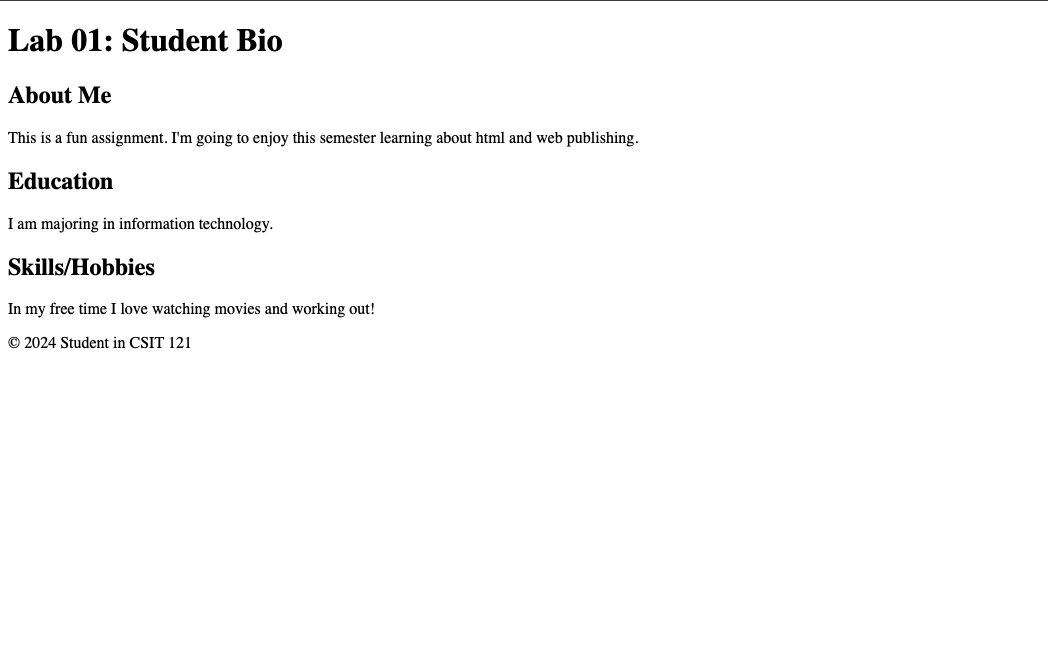 Lab 01: Student Bio
About Me
This is a fun assignment. I'm going to enjoy this semester learning about html and web publishing.
Education
I am majoring in information technology.
Skills/Hobbies
In my free time I love watching movies and working out!
© 2024 Student in CSIT 121